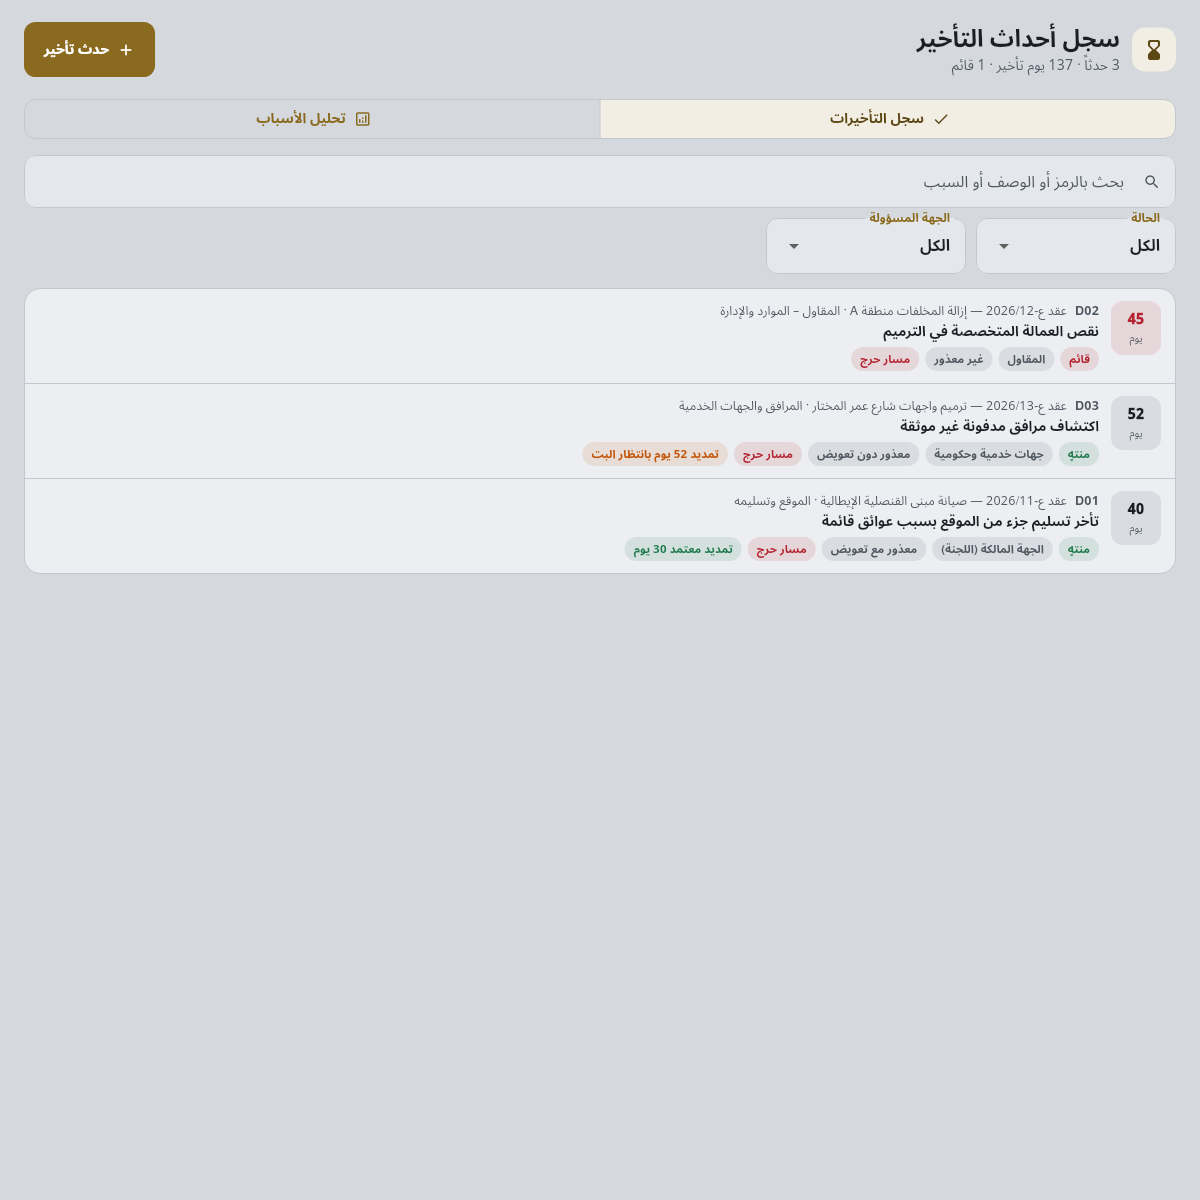 سجل أحداث التأخير
3 حدثاً · 137 يوم تأخير · 1 قائم
حدث تأخير
سجل التأخيرات
تحليل الأسباب
بحث بالرمز أو الوصف أو السبب
الحالة
الكل
الجهة المسؤولة
الكل
45
يوم
D02 عقد ع-2026/12 — إزالة المخلفات منطقة A · المقاول – الموارد والإدارة
نقص العمالة المتخصصة في الترميم
قائم المقاول غير معذور مسار حرج
52
يوم
D03 عقد ع-2026/13 — ترميم واجهات شارع عمر المختار · المرافق والجهات الخدمية
اكتشاف مرافق مدفونة غير موثقة
منتهٍ جهات خدمية وحكومية معذور دون تعويض مسار حرج تمديد 52 يوم بانتظار البت
40
يوم
D01 عقد ع-2026/11 — صيانة مبنى القنصلية الإيطالية · الموقع وتسليمه
تأخر تسليم جزء من الموقع بسبب عوائق قائمة
منتهٍ الجهة المالكة (اللجنة) معذور مع تعويض مسار حرج تمديد معتمد 30 يوم